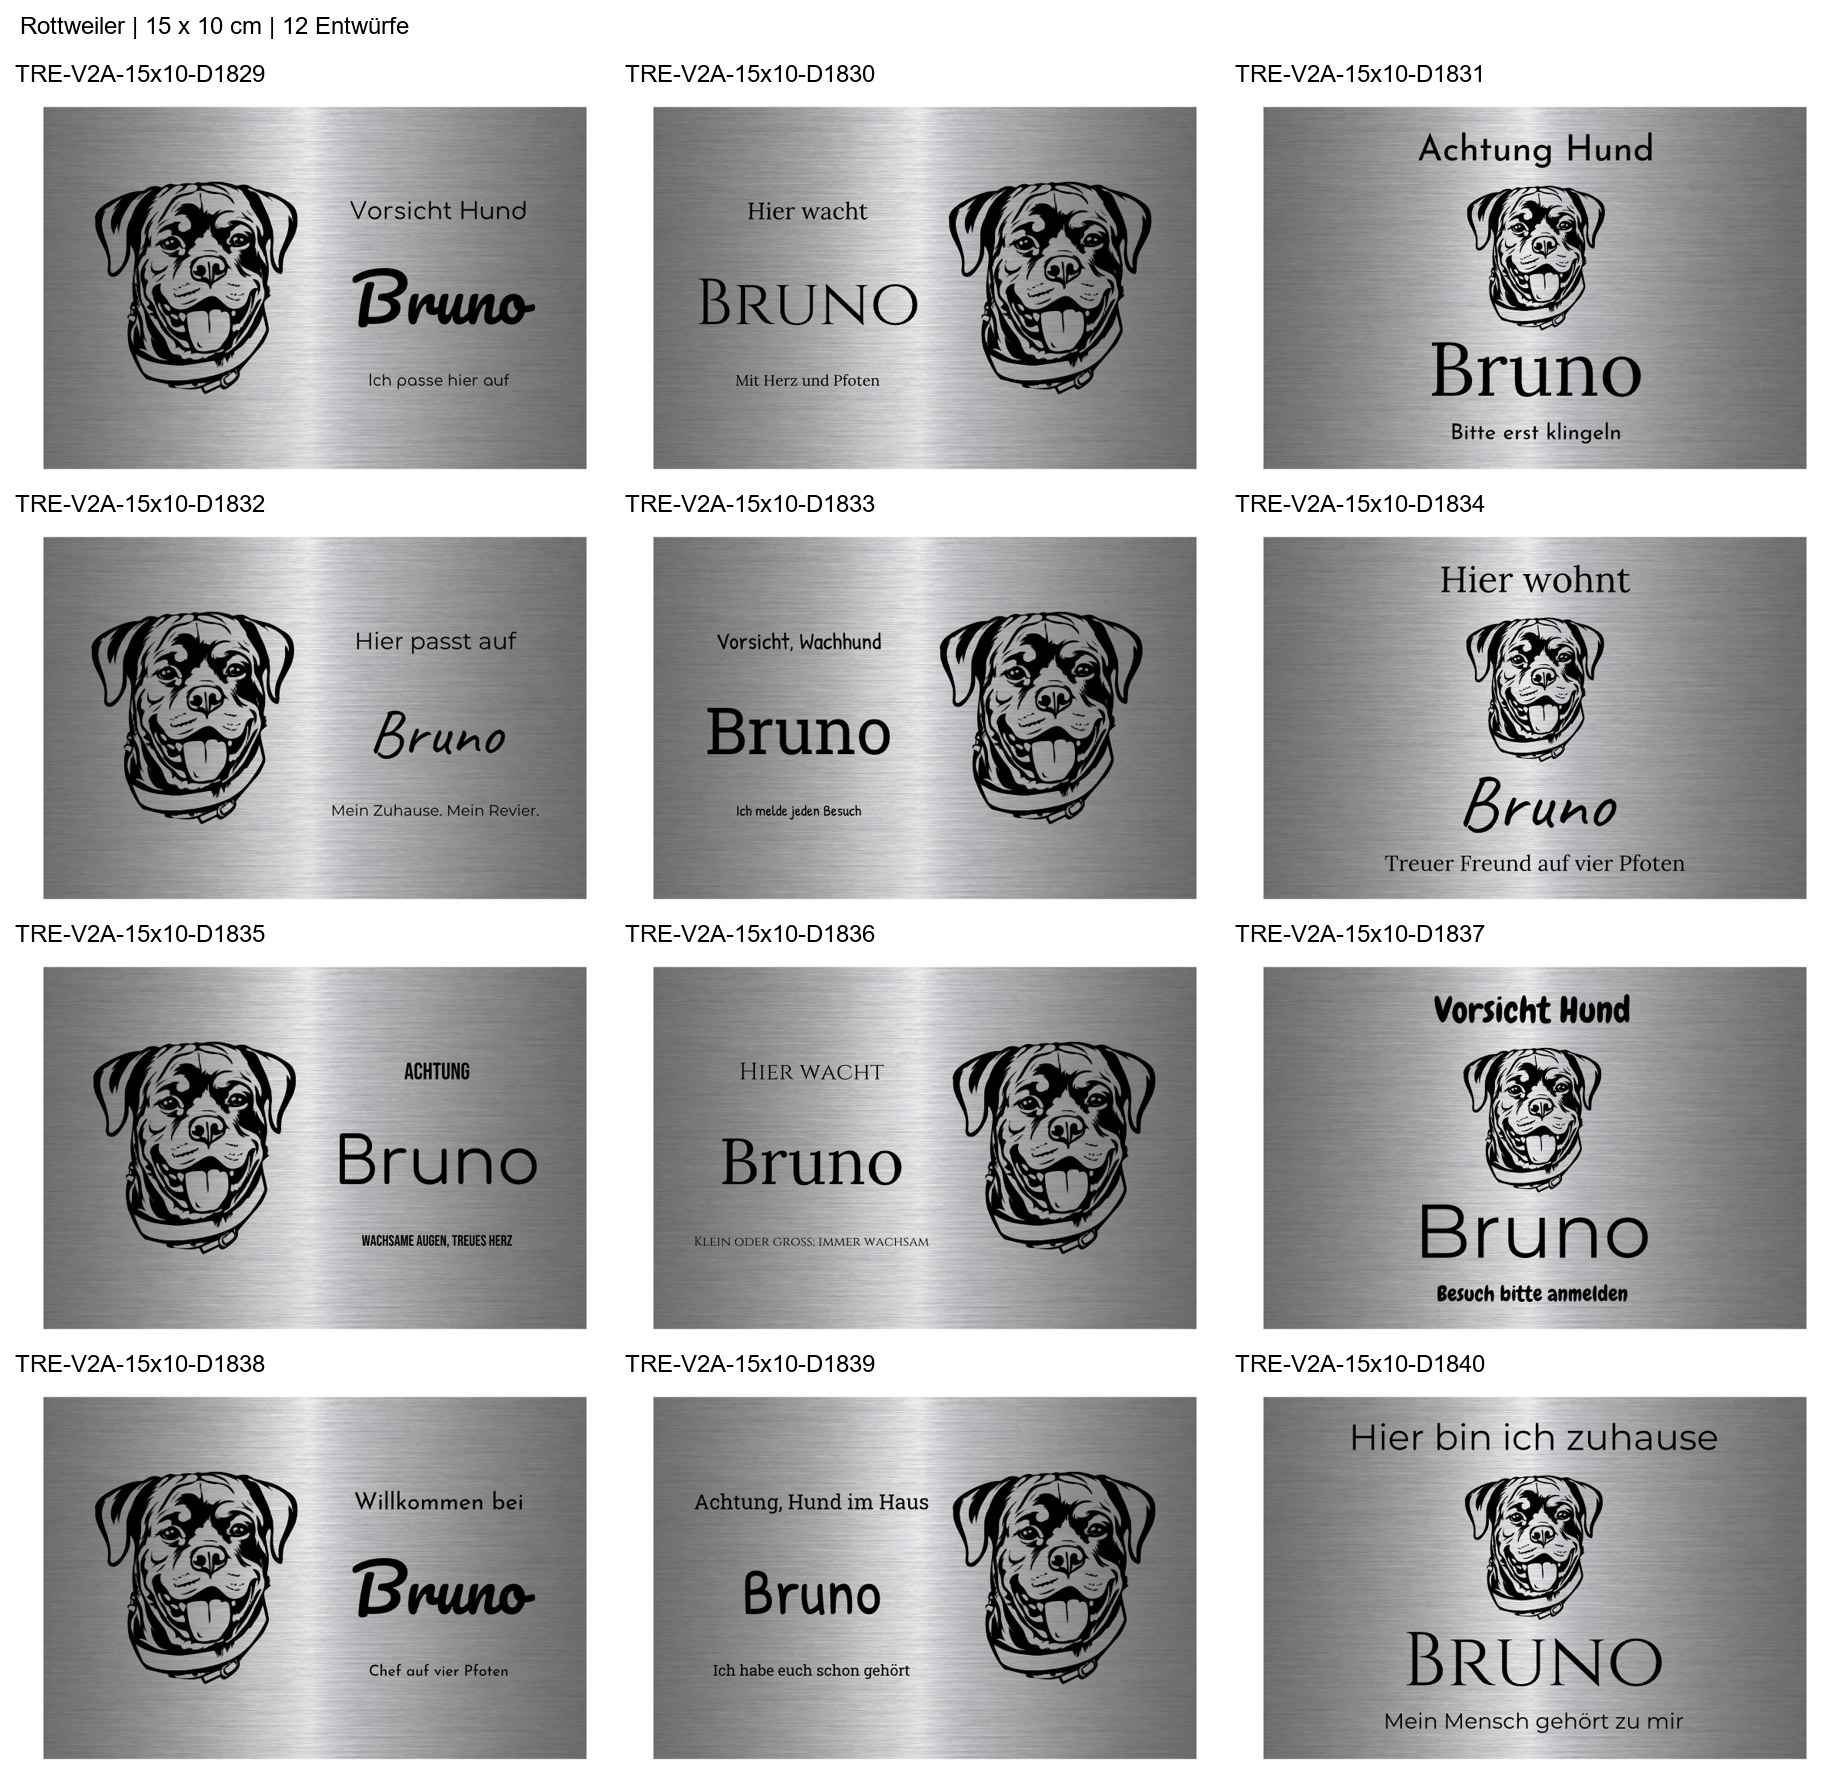 Rottweiler | 15 x 10 cm | 12 Entwürfe
TRE-V2A-15x10-D1829
Vorsicht Hund
Bruno
Ich passe hier auf
TRE-V2A-15x10-D1830
Hier wacht
BRUNO
Mit Herz und Pfoten
TRE-V2A-15x10-D1831
Achtung Hund
Bruno
Bitte erst klingeln
TRE-V2A-15x10-D1832
Hier passt auf
Bruno
Mein Zuhause. Mein Revier.
TRE-V2A-15x10-D1833
Vorsicht, Wachhund
Bruno
Ich melde jeden Besuch
TRE-V2A-15x10-D1834
Hier wohnt
Bruno
Treuer Freund auf vier Pfoten
TRE-V2A-15x10-D1835
ACHTUNG
Bruno
WACHSAME AUGEN, TREUES HERZ
TRE-V2A-15x10-D1836
HIER WACHT
Bruno
KLEIN ODER GROSS: IMMER WACHSAM
TRE-V2A-15x10-D1837
Vorsicht Hund
Bruno
Besuch bitte anmelden
TRE-V2A-15x10-D1838
Willkommen bei
Bruno
Chef auf vier Pfoten
TRE-V2A-15x10-D1839
Achtung, Hund im Haus
Bruno
Ich habe euch schon gehört
TRE-V2A-15x10-D1840
Hier bin ich zuhause
BRUNO
Mein Mensch gehört zu mir